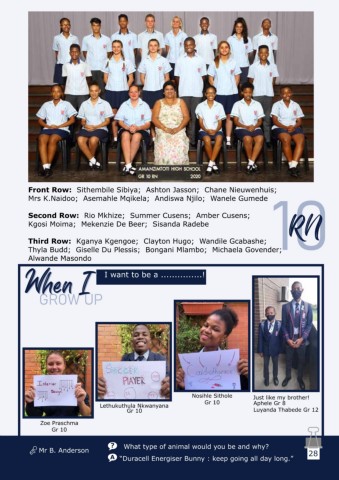 AMANZIMTOTI HIGH SCHOOL
GR 10 RN 2020
Front Row: Sithembile Sibiya; Ashton Jasson; Chane Nieuwenhuis;
Mrs K.Naidoo; Asemahle Mqikela; Andiswa Njilo; Wanele Gumede
Second Row: Rio Mkhize; Summer Cusens; Amber Cusens;
Kgosi Moima; Mekenzie De Beer; Sisanda Radebe
10
RN
Third Row: Kganya Kgengoe; Clayton Hugo; Wandile Gcabashe;
Thyla Budd; Giselle Du Plessis; Bongani Mlambo; Michaela Govender;
Alwande Masondo
When I
GROW UP
I want to be a ...............!
Interior
Design
Zoe Praschma
Gr 10
SOCCER
PLAYER
Lethukuthyla Nkwanyana
Gr 10
Nosihle Sithole
Gr 10
Just like my brother!
Aphele Gr 8
Luyanda Thabede Gr 12
Mr B. Anderson
? What type of animal would you be and why?
A "Duracell Energiser Bunny : keep going all day long."
28